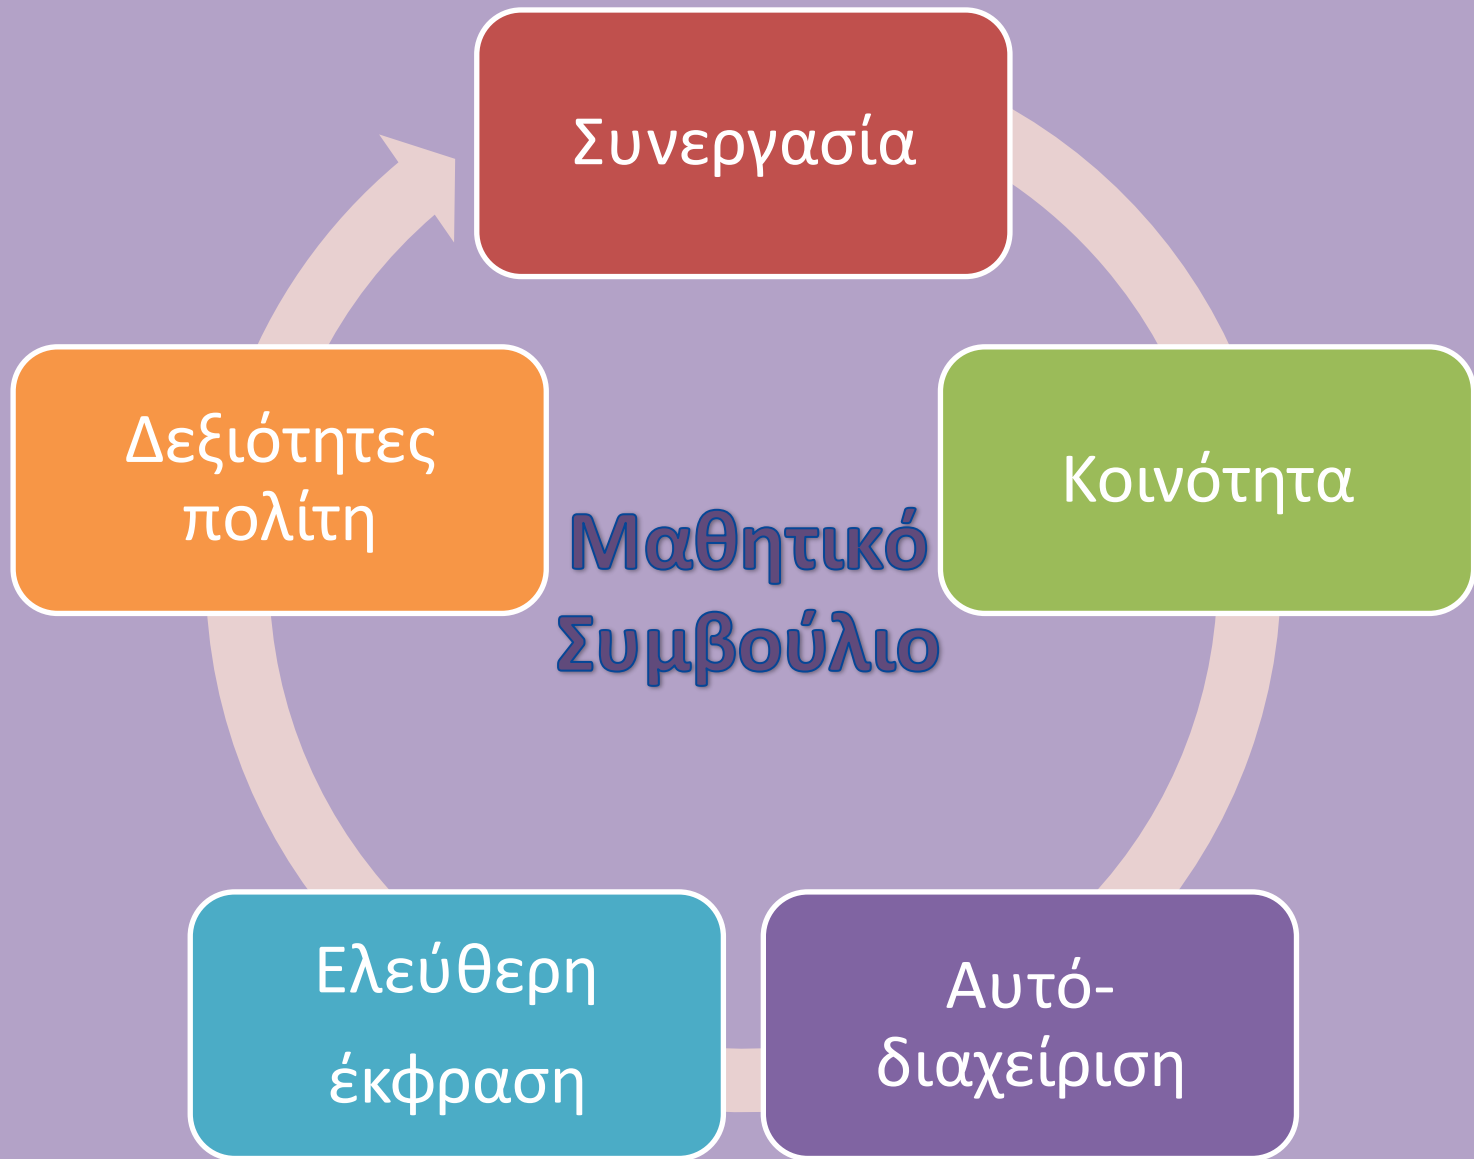 Συνεργασία
Κοινότητα
Αυτό-
διαχείριση
Ελεύθερη
έκφραση
Δεξιότητες
πολίτη
Μαθητικό
Συμβούλιο